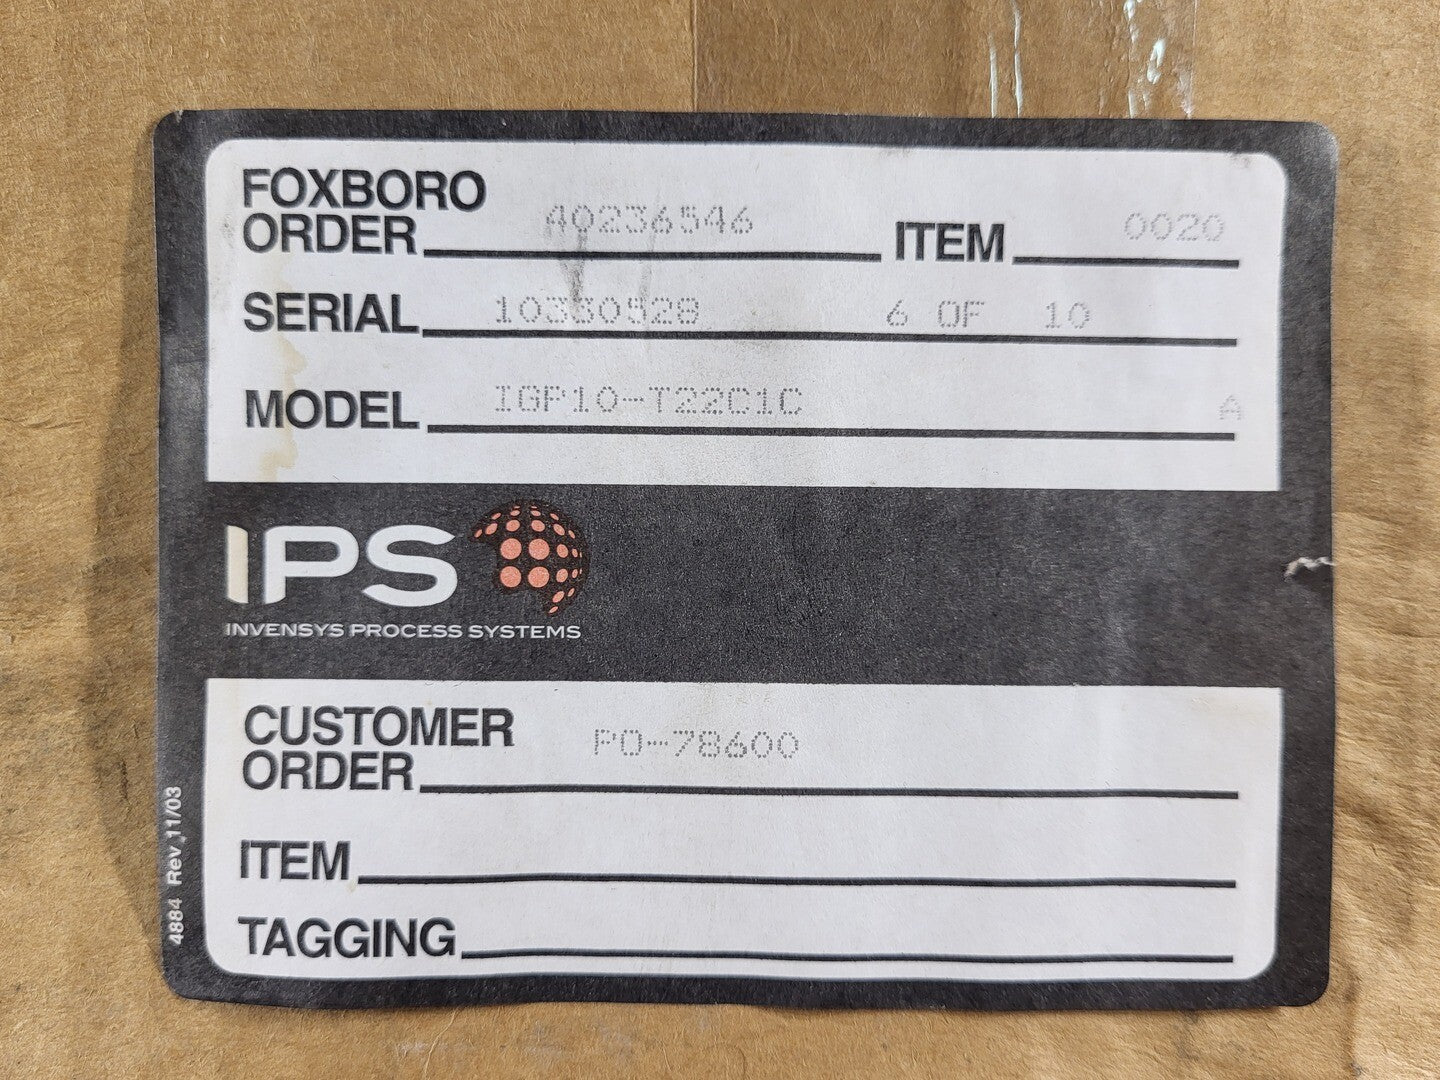 FOXBORO
ORDER A0236546 ITEM 0020
SERIAL 10330528 6 OF 10
MODEL IGP10-T22C1C A
IPS
INVENSYS PROCESS SYSTEMS
CUSTOMER
ORDER PO-78600
ITEM
TAGGING
4884 Rev 11/03